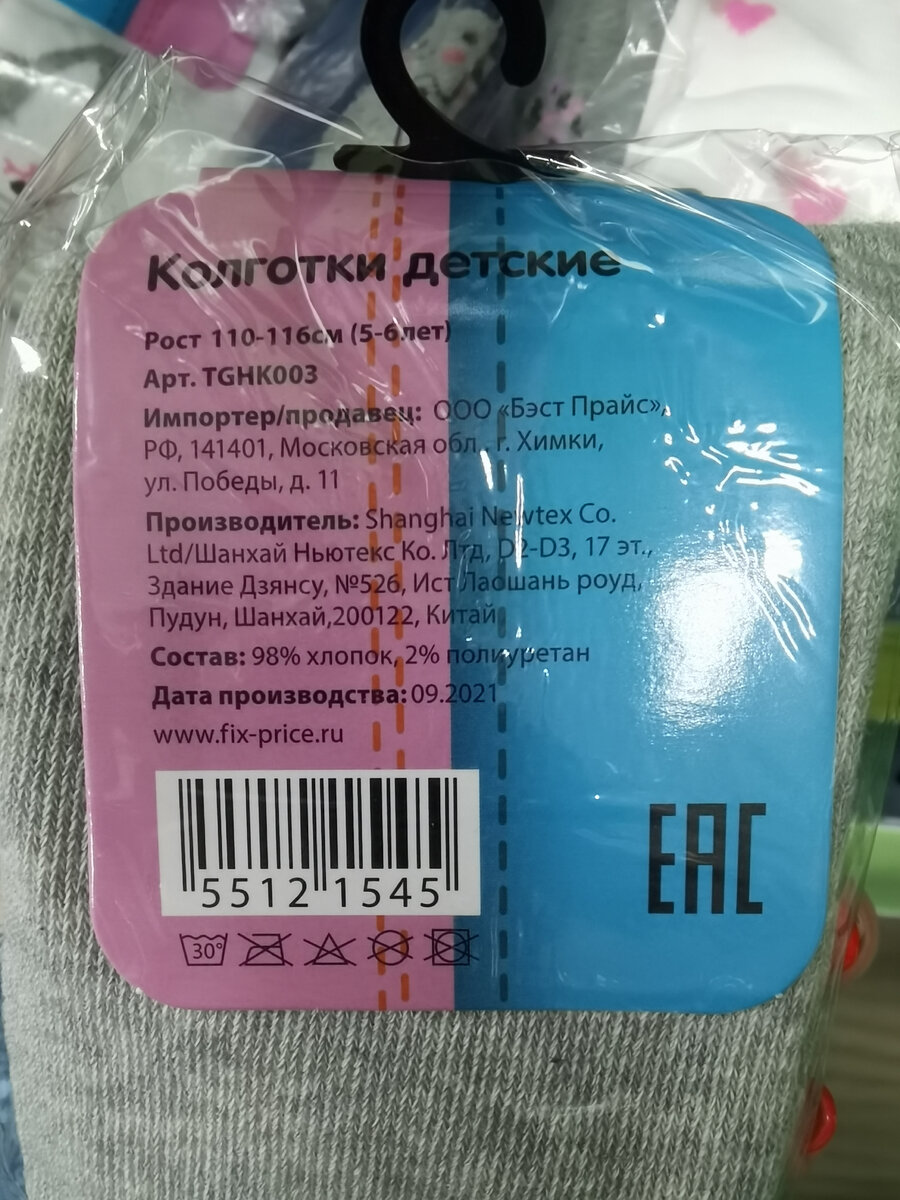 Колготки детские
Рост 110-116см (5-6лет)
Арт. TGHK003
Импортер/продавец: ООО «Бэст Прайс»,
РФ, 141401, Московская обл., г. Химки,
ул. Победы, д. 11
Производитель: Shanghai Newtex Co.
Ltd/Шанхай Ньютекс Ко. Лтд, D2-D3, 17 эт.,
Здание Дзянсу, №526, Ист Лаошань роуд,
Пудун, Шанхай,200122, Китай
Состав: 98% хлопок, 2% полиуретан
Дата производства: 09.2021
www.fix-price.ru
5512 1545
EAC
30°